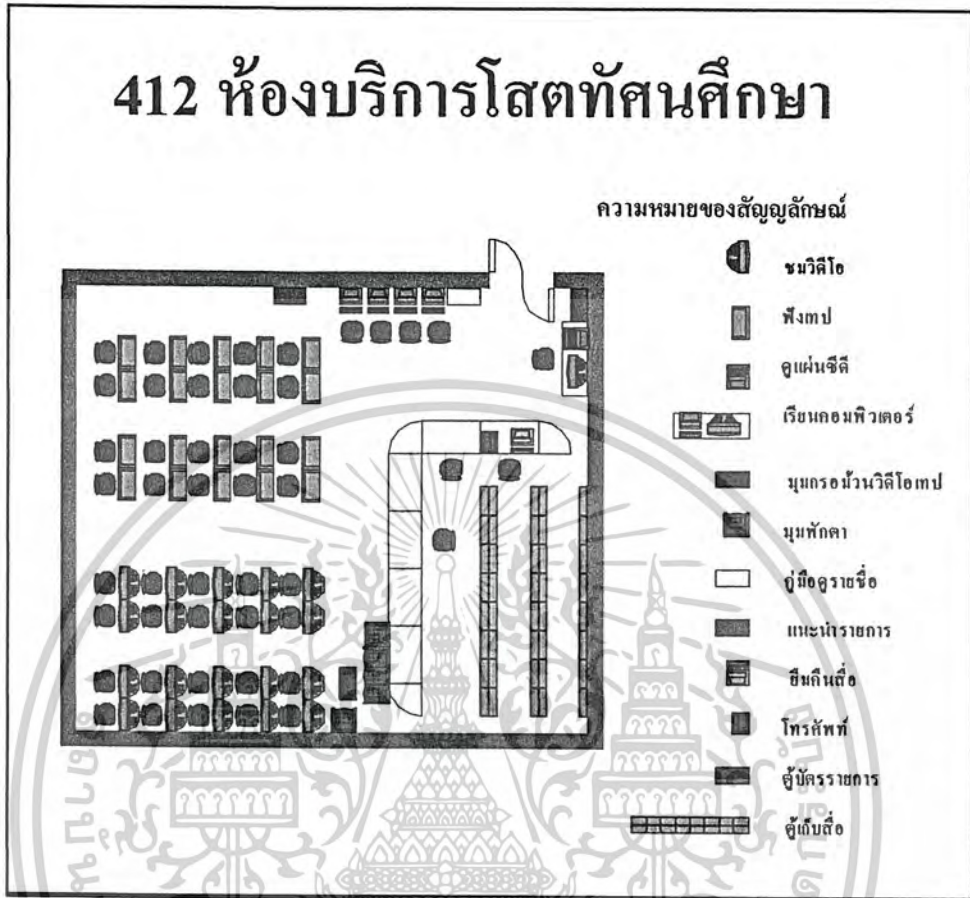 412 ห้องบริการโสตทัศนศึกษา
ความหมายของสัญญลักษณ์
ชมวิดีโอ
ฟังเทป
ดูแผ่นซีดี
เรียนคอมพิวเตอร์
มุมกรอม้วนวิดีโอเทป
มุมพักตา
คู่มือดูรายชื่อ
แนะนำรายการ
ยืมคืนสื่อ
โทรศัพท์
ตู้บัตรรายการ
ตู้เก็บสื่อ